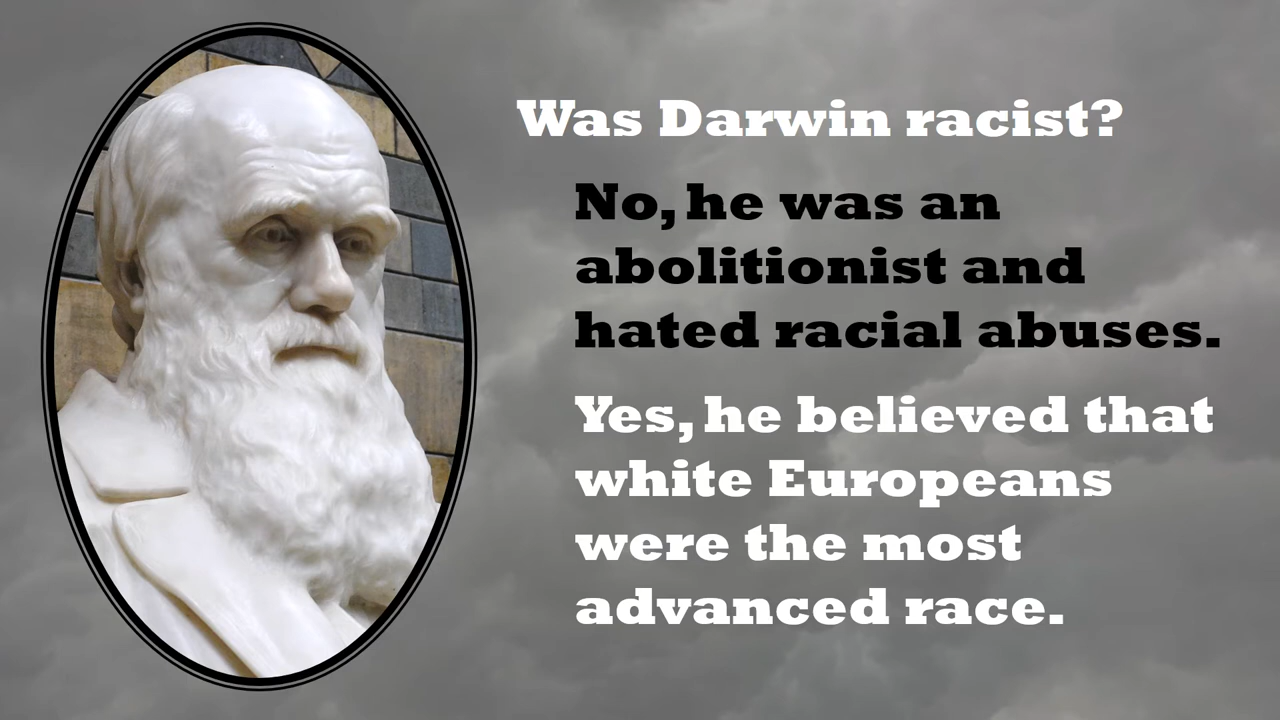 Was Darwin racist?
No, he was an
abolitionist and
hated racial abuses.
Yes, he believed that
white Europeans
were the most
advanced race.